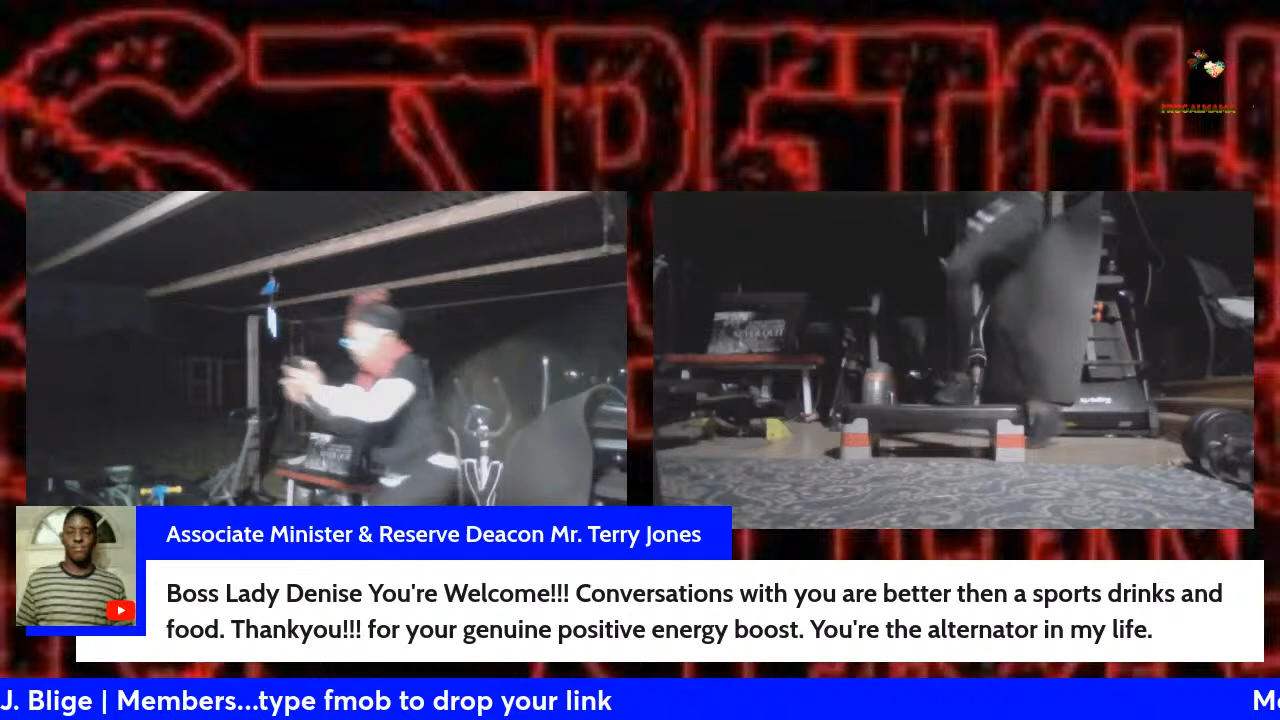 STRETCH
FRUGALMAMA
Associate Minister & Reserve Deacon Mr. Terry Jones
Boss Lady Denise You're Welcome!!! Conversations with you are better then a sports drinks and
food. Thankyou!!! for your genuine positive energy boost. You're the alternator in my life.
J. Blige | Members...type fmob to drop your link